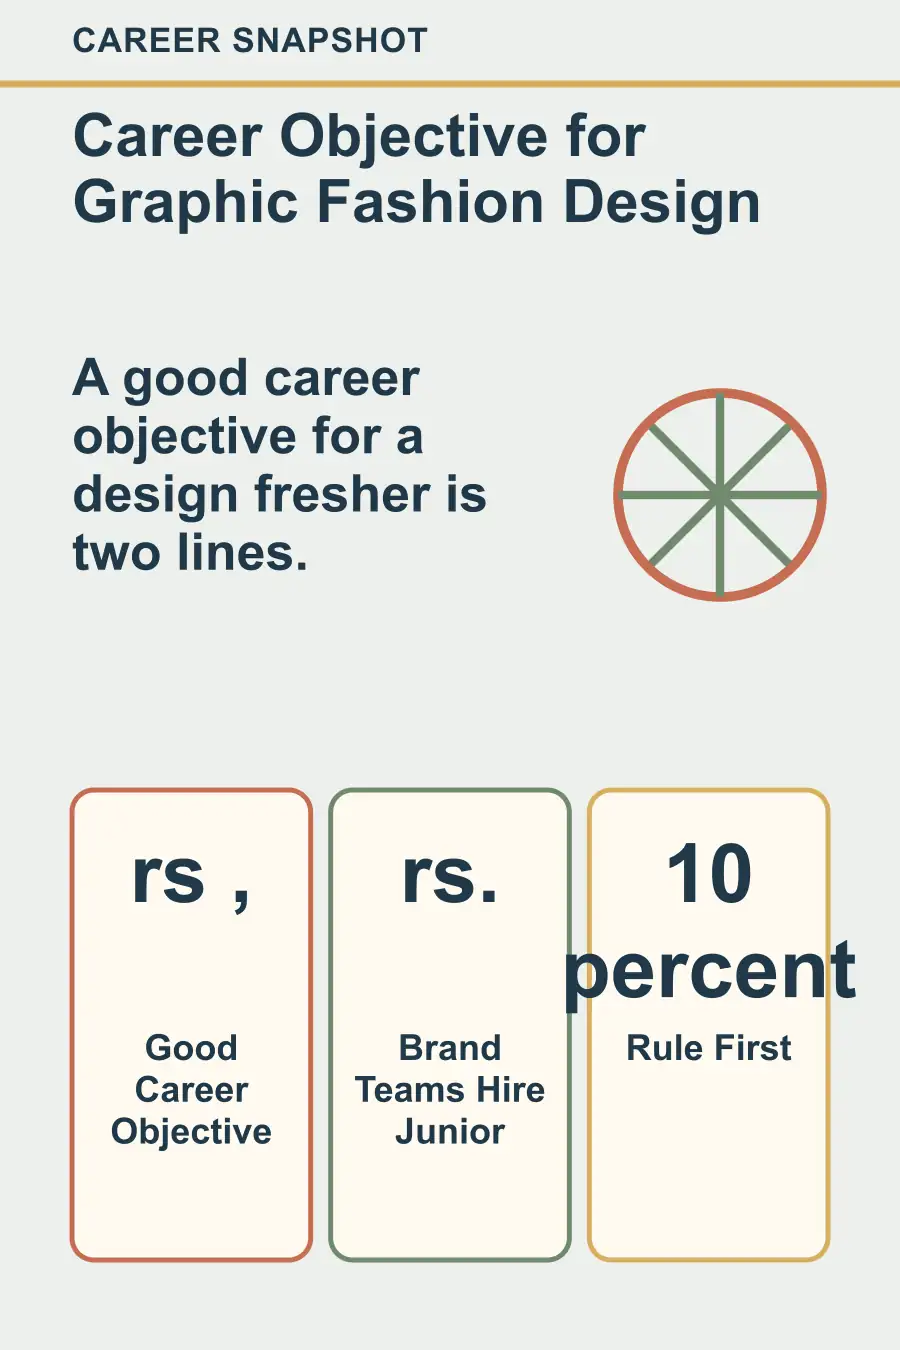 CAREER SNAPSHOT
Career Objective for
Graphic Fashion Design
A good career
objective for a
design fresher is
two lines.
rs ,
Good
Career
Objective
rs.
Brand
Teams Hire
Junior
10
percent
Rule First